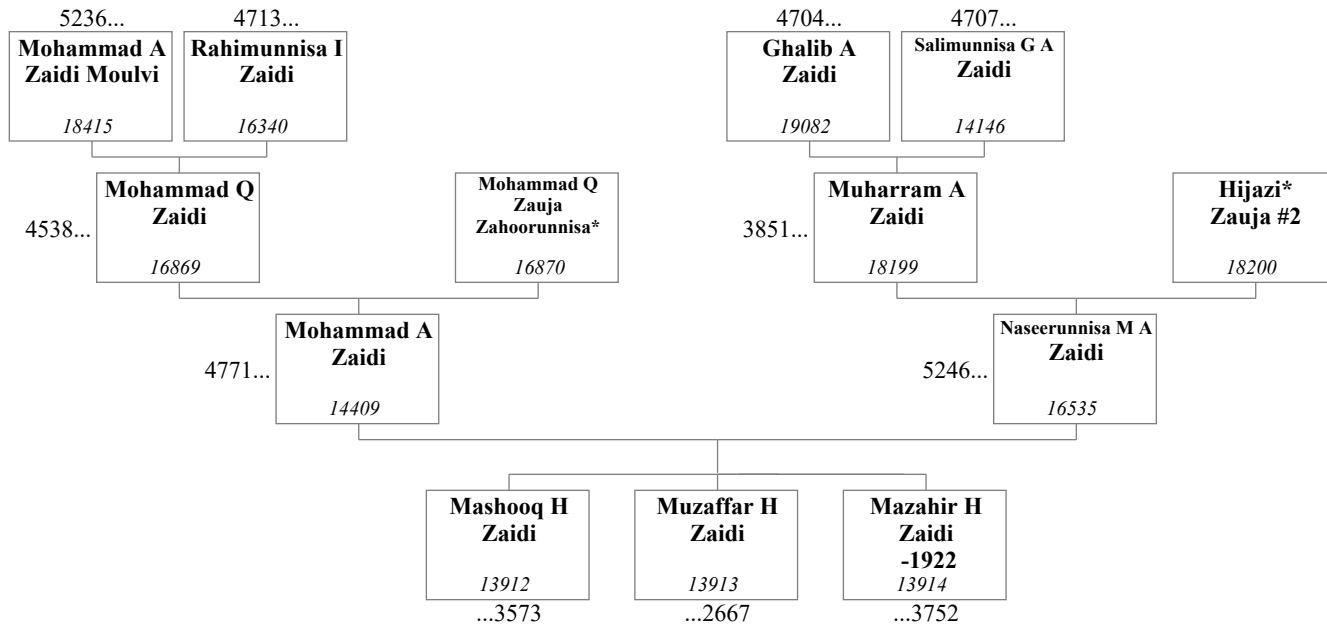 5236...
4713...
4704...
4707...
Mohammad A
Zaidi Moulvi
18415
Rahimunnisa I
Zaidi
16340
Ghalib A
Zaidi
19082
Salimunnisa G A
Zaidi
14146
4538...
Mohammad Q
Zaidi
16869
Mohammad Q
Zauja
Zahoorunnisa*
16870
3851...
Muharram A
Zaidi
18199
Hijazi*
Zauja #2
18200
4771...
Mohammad A
Zaidi
14409
5246...
Naseerunnisa M A
Zaidi
16535
Mashooq H
Zaidi
13912
...3573
Muzaffar H
Zaidi
13913
...2667
Mazahir H
Zaidi
-1922
13914
...3752